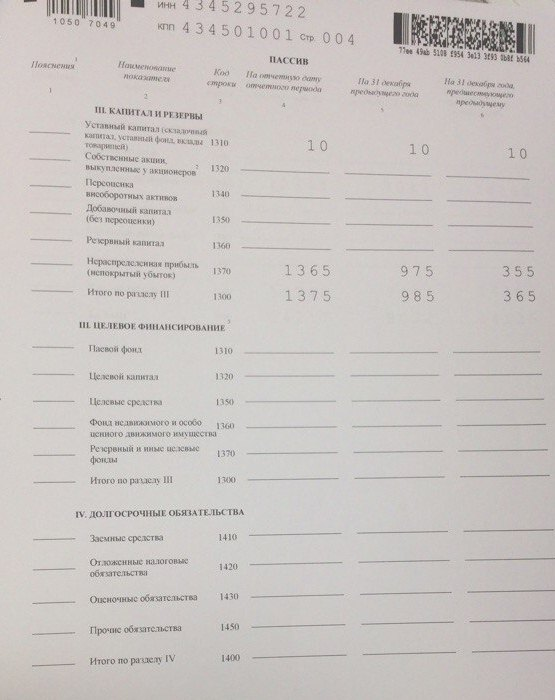 1050 7049
ИНН 4345295722
КПП 434501001 Стр. 004
77ee 49ab 5108 f954 3e13 3f93 0b8f b564
ПАССИВ
Пояснения 1 Наименование показателя Код строки На отчетную дату отчетного периода На 31 декабря предыдущего года На 31 декабря года, предшествующего предыдущему
1 2 3 4 5 6
III. КАПИТАЛ И РЕЗЕРВЫ
Уставный капитал (складочный
капитал, уставный фонд, вклады 1310 10 10 10
товарищей)
Собственные акции,
выкупленные у акционеров 2 1320
Переоценка
внеоборотных активов 1340
Добавочный капитал
(без переоценки) 1350
Резервный капитал 1360
Нераспределенная прибыль
(непокрытый убыток) 1370 1365 975 355
Итого по разделу III 1300 1375 985 365
III. ЦЕЛЕВОЕ ФИНАНСИРОВАНИЕ 3
Паевой фонд 1310
Целевой капитал 1320
Целевые средства 1350
Фонд недвижимого и особо 1360
ценного движимого имущества
Резервный и иные целевые 1370
фонды
Итого по разделу III 1300
IV. ДОЛГОСРОЧНЫЕ ОБЯЗАТЕЛЬСТВА
Заемные средства 1410
Отложенные налоговые 1420
обязательства
Оценочные обязательства 1430
Прочие обязательства 1450
Итого по разделу IV 1400